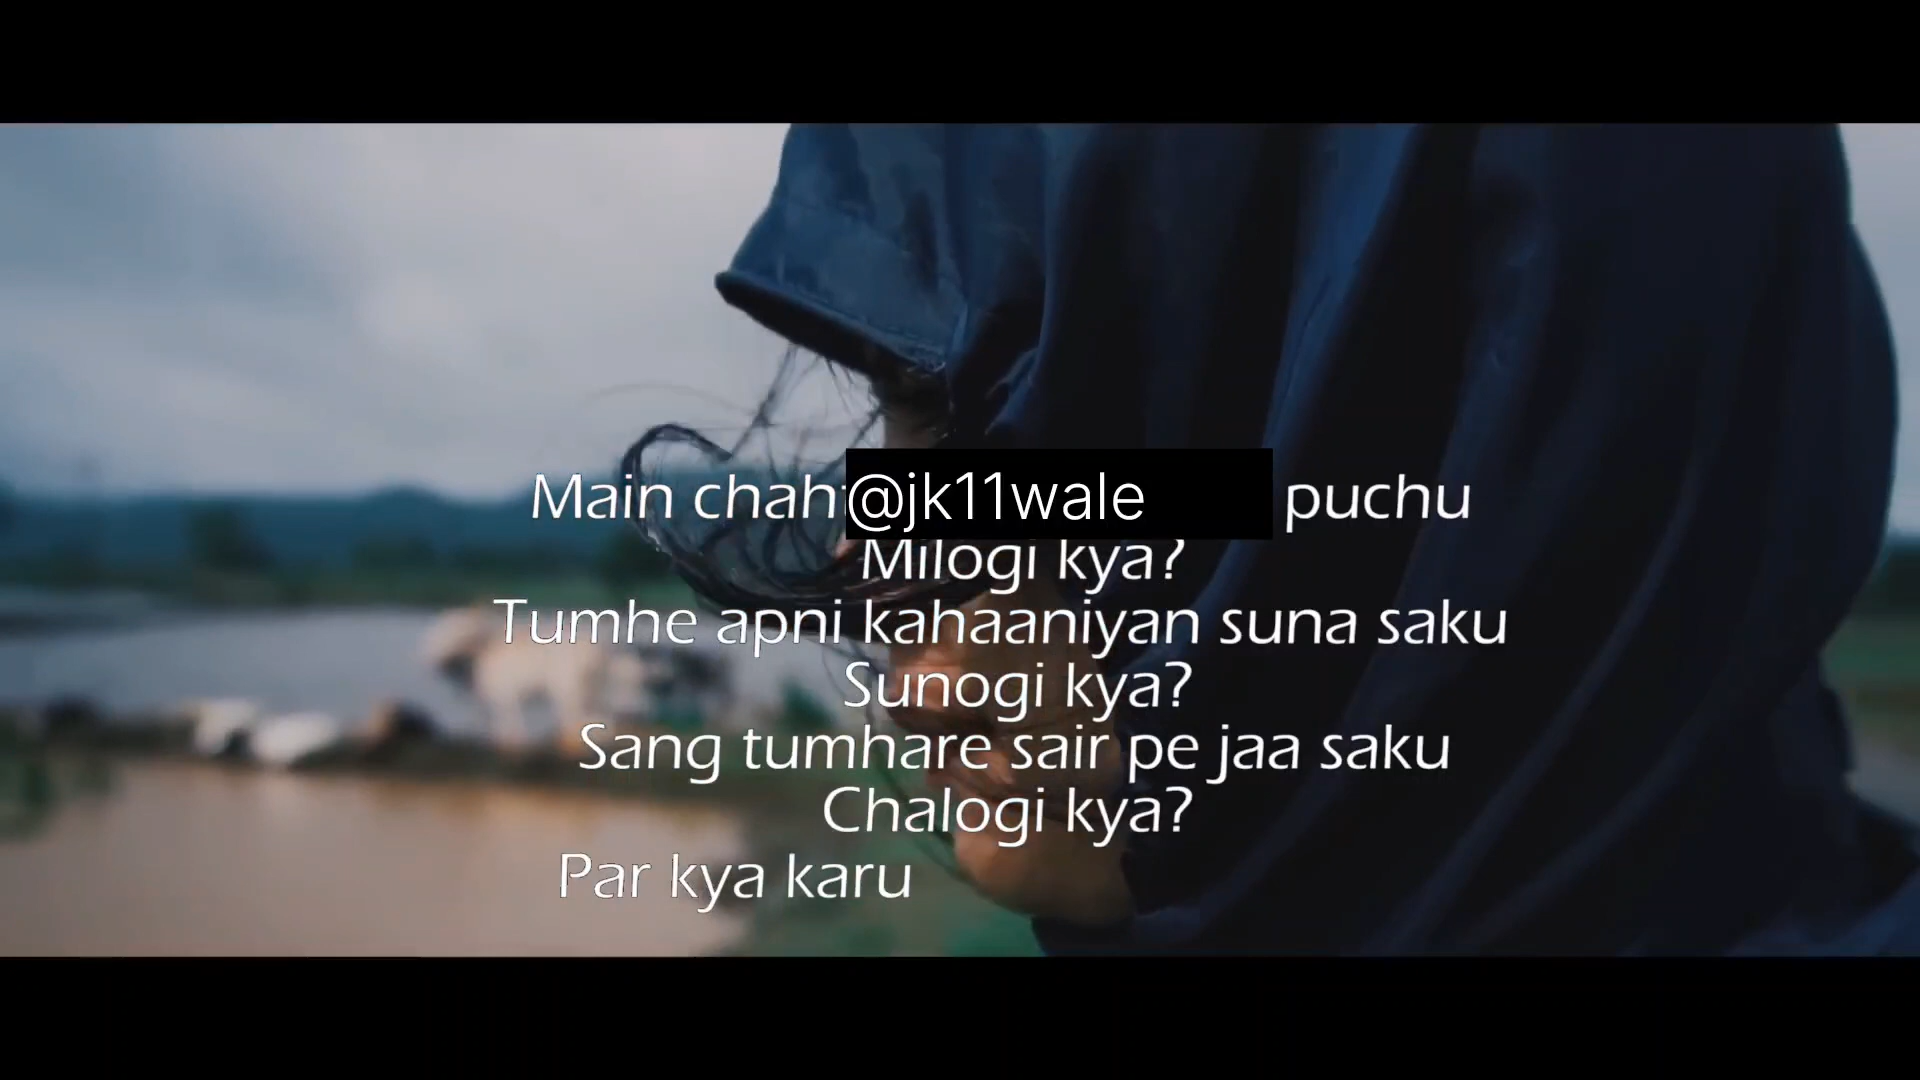 Main chah @jk11wale puchu
Milogi kya?
Tumhe apni kahaaniyan suna saku
Sunogi kya?
Sang tumhare sair pe jaa saku
Chalogi kya?
Par kya karu